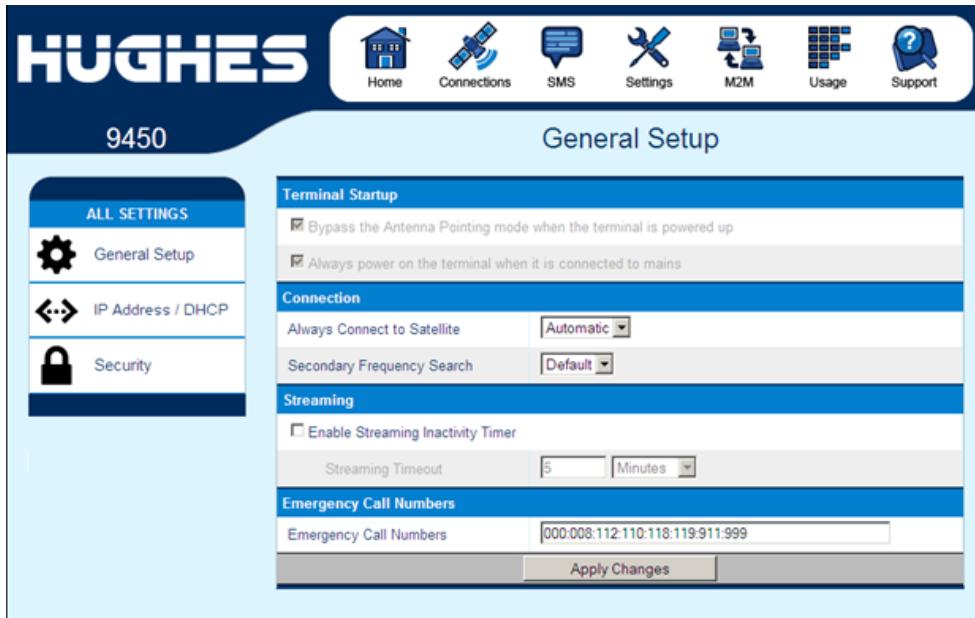 HUGHES
Home Connections SMS Settings M2M Usage Support
9450
General Setup
ALL SETTINGS
General Setup
IP Address / DHCP
Security
Terminal Startup
Bypass the Antenna Pointing mode when the terminal is powered up
Always power on the terminal when it is connected to mains
Connection
Always Connect to Satellite Automatic
Secondary Frequency Search Default
Streaming
Enable Streaming Inactivity Timer
Streaming Timeout 5 Minutes
Emergency Call Numbers
Emergency Call Numbers 000:008:112:110:118:119:911:999
Apply Changes